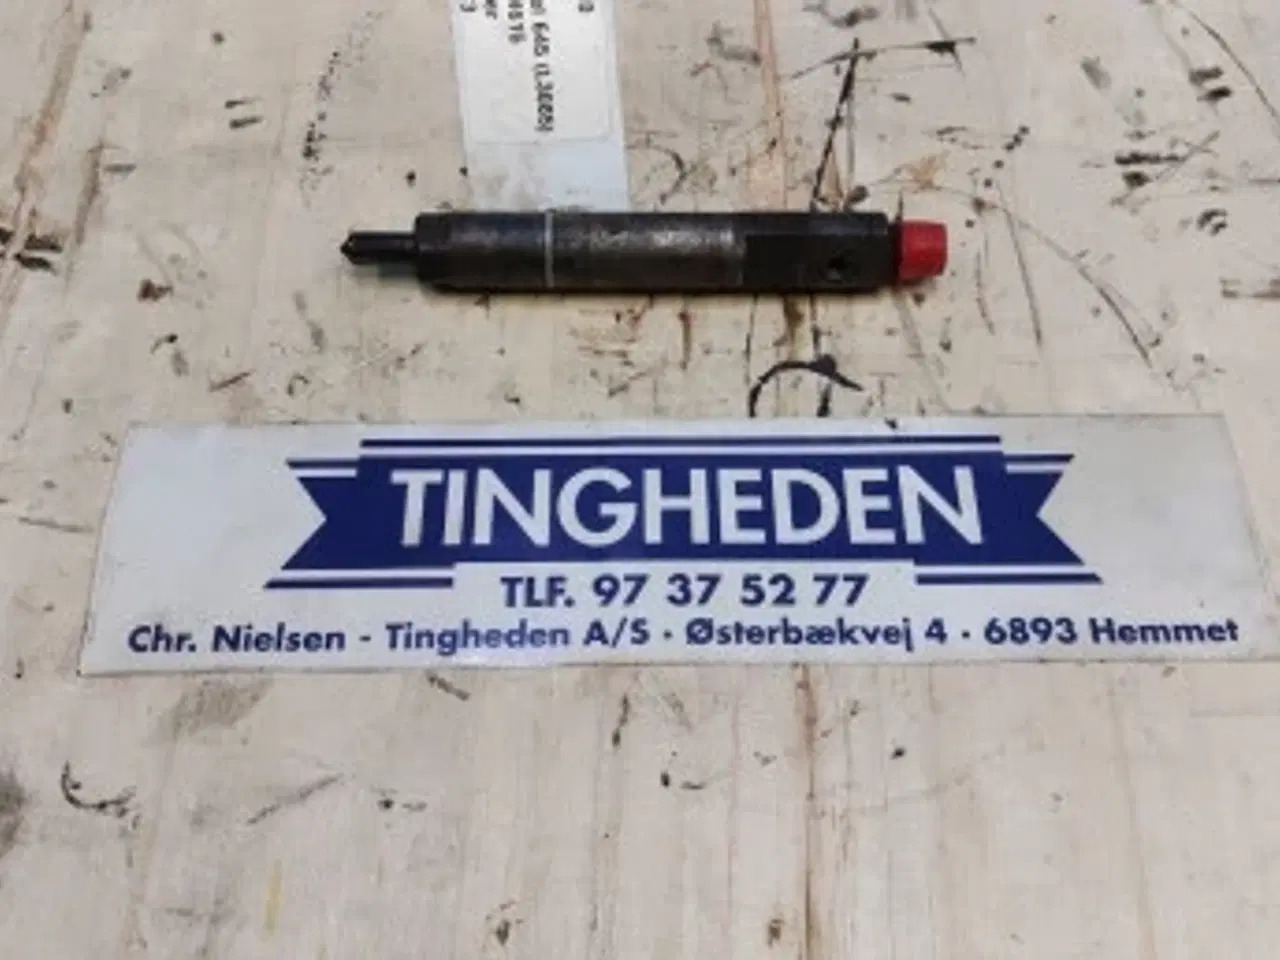 TINGHEDEN
TLF. 97 37 52 77
Chr. Nielsen - Tingheden A/S · Østerbækvej 4 · 6893 Hemmet